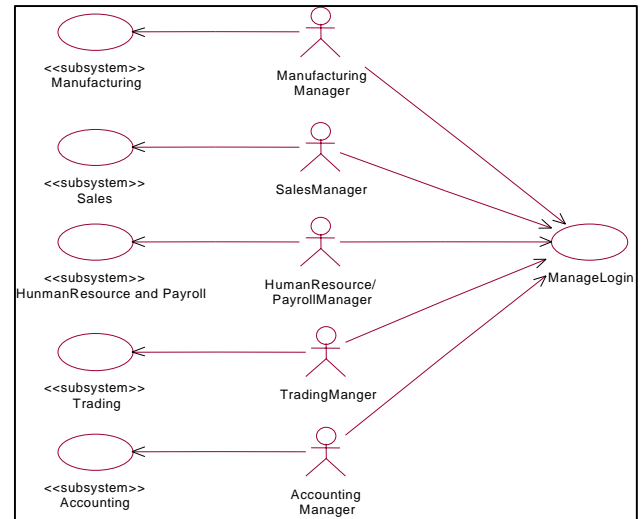 <<subsystem>>
Manufacturing
Manufacturing
Manager
<<subsystem>>
Sales
SalesManager
<<subsystem>>
HunmanResource and Payroll
HumanResource/
PayrollManager
ManageLogin
<<subsystem>>
Trading
TradingManger
<<subsystem>>
Accounting
Accounting
Manager